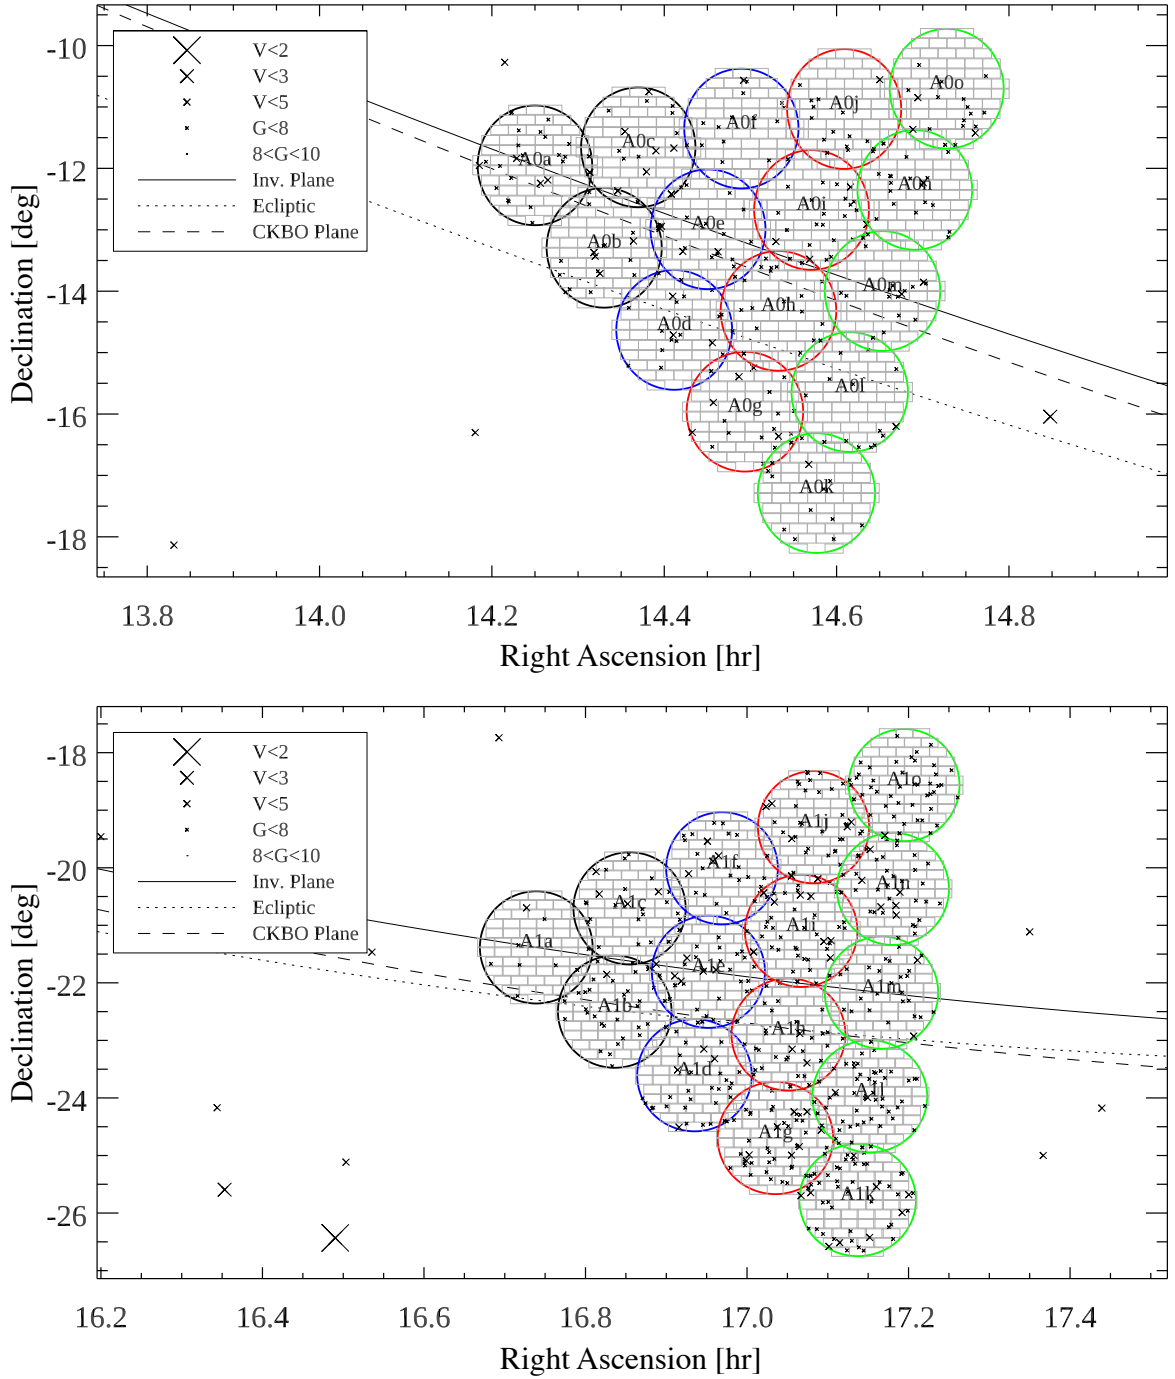 -10
-12
-14
-16
-18
Declination [deg]
V<2
V<3
V<5
G<8
8<G<10
Inv. Plane
Ecliptic
CKBO Plane
A0o
A0j
A0f
A0c
A0a
A0n
A0i
A0e
A0b
A0m
A0h
A0d
A0l
A0g
A0k
13.8
14.0
14.2
14.4
14.6
14.8
Right Ascension [hr]
-18
-20
-22
-24
-26
Declination [deg]
V<2
V<3
V<5
G<8
8<G<10
Inv. Plane
Ecliptic
CKBO Plane
A1o
A1j
A1f
A1n
A1c
A1i
A1a
A1e
A1m
A1b
A1h
A1d
A1l
A1g
A1k
16.2
16.4
16.6
16.8
17.0
17.2
17.4
Right Ascension [hr]